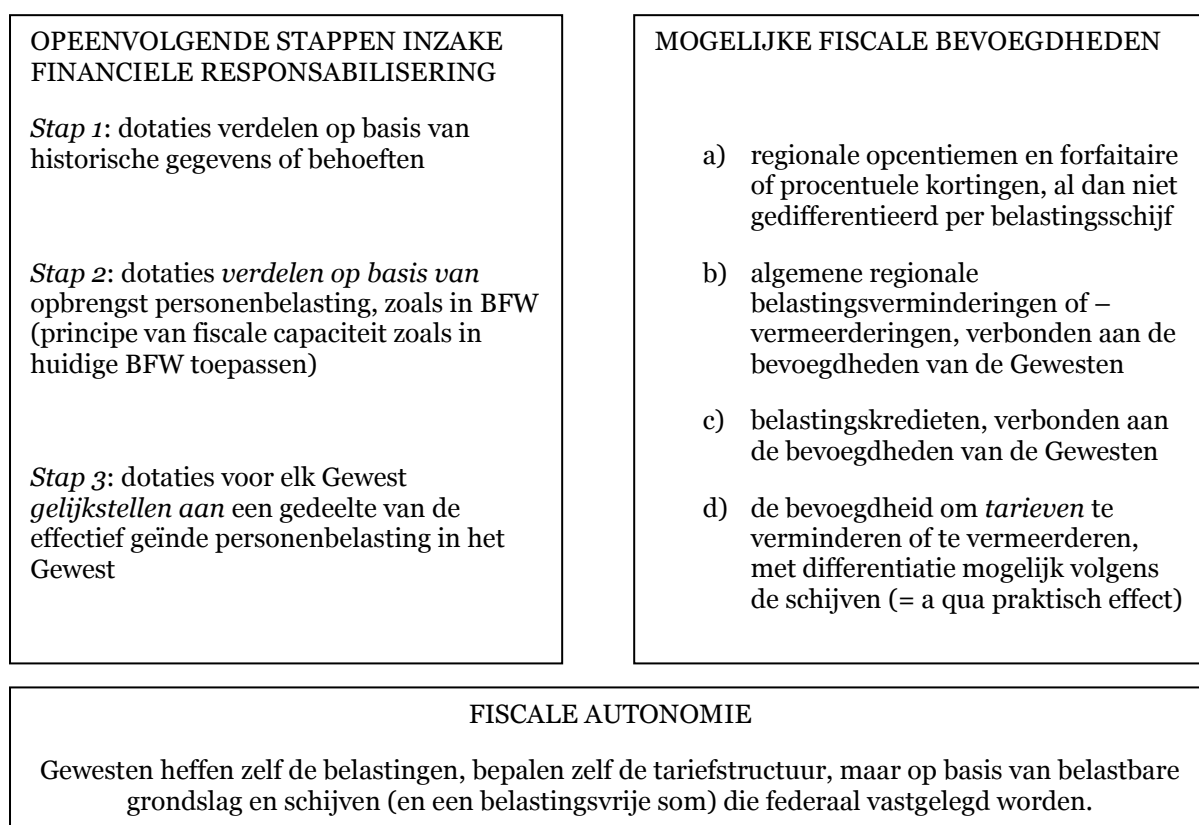 OPEENVOLGENDE STAPPEN INZAKE
FINANCIELE RESPONSABILISERING
Stap 1: dotaties verdelen op basis van
historische gegevens of behoeften
Stap 2: dotaties verdelen op basis van
opbrengst personenbelasting, zoals in BFW
(principe van fiscale capaciteit zoals in
huidige BFW toepassen)
Stap 3: dotaties voor elk Gewest
gelijkstellen aan een gedeelte van de
effectief geïnde personenbelasting in het
Gewest
MOGELIJKE FISCALE BEVOEGDHEDEN
a) regionale opcentiemen en forfaitaire
of procentuele kortingen, al dan niet
gedifferentieerd per belastingsschijf
b) algemene regionale
belastingsverminderingen of –
vermeerderingen, verbonden aan de
bevoegdheden van de Gewesten
c) belastingskredieten, verbonden aan
de bevoegdheden van de Gewesten
d) de bevoegdheid om tarieven te
verminderen of te vermeerderen,
met differentiatie mogelijk volgens
de schijven (= a qua praktisch effect)
FISCALE AUTONOMIE
Gewesten heffen zelf de belastingen, bepalen zelf de tariefstructuur, maar op basis van belastbare
grondslag en schijven (en een belastingsvrije som) die federaal vastgelegd worden.